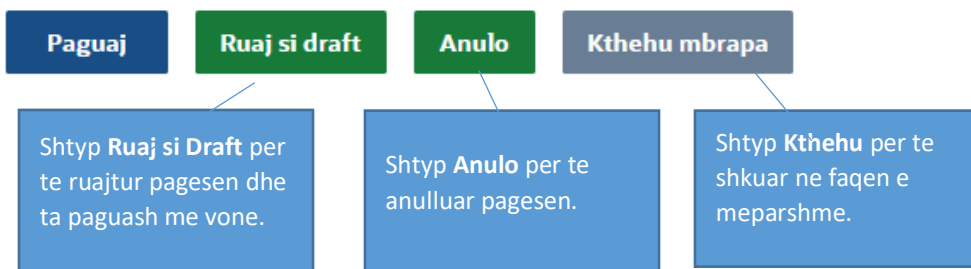 Paguaj
Ruaj si draft
Anulo
Kthehu mbrapa
Shtyp Ruaj si Draft per
te ruajtur pagesen dhe
ta paguash me vone.
Shtyp Anulo per te
anulluar pagesen.
Shtyp Kthehu per te
shkuar ne faqen e
meparshme.